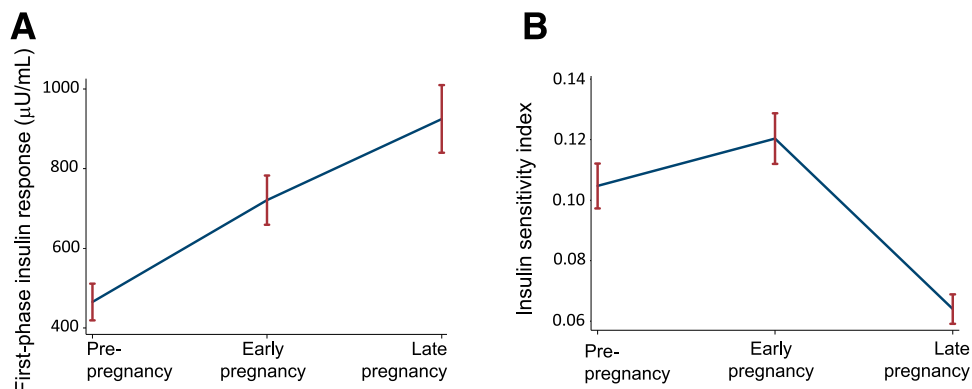 A
First-phase insulin response (μU/mL)
1000
800
600
400
Pre-
pregnancy
Early
pregnancy
Late
pregnancy
B
Insulin sensitivity index
0.14
0.12
0.10
0.08
0.06
Pre-
pregnancy
Early
pregnancy
Late
pregnancy